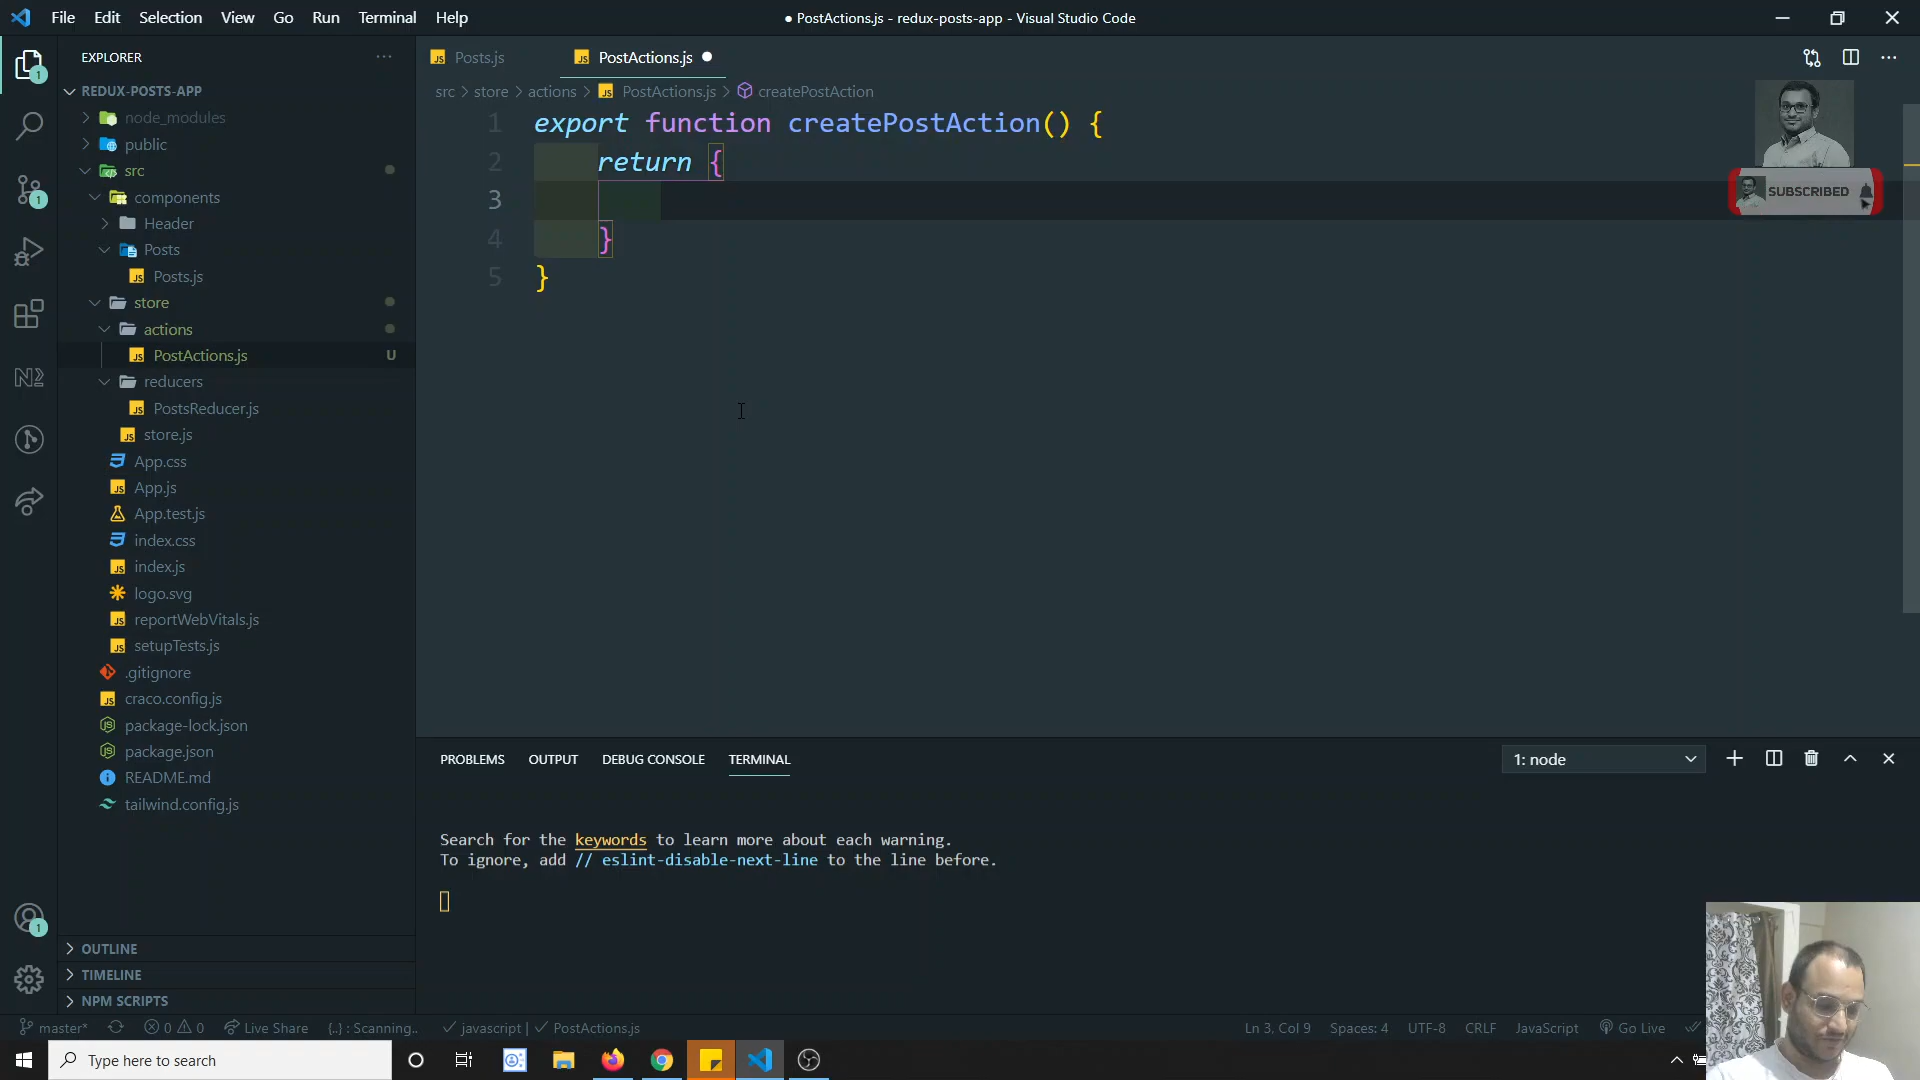 File Edit Selection View Go Run Terminal Help
● PostActions.js - redux-posts-app - Visual Studio Code
EXPLORER
REDUX-POSTS-APP
node_modules
public
src
components
Header
Posts
Posts.js
store
actions
PostActions.js U
reducers
PostsReducer.js
store.js
App.css
App.js
App.test.js
index.css
index.js
logo.svg
reportWebVitals.js
setupTests.js
.gitignore
craco.config.js
package-lock.json
package.json
README.md
tailwind.config.js
OUTLINE
TIMELINE
NPM SCRIPTS
1
1
1
Posts.js PostActions.js
src > store > actions > PostActions.js > createPostAction
1 export function createPostAction() {
2 return {
3
4 }
5 }
SUBSCRIBED
PROBLEMS OUTPUT DEBUG CONSOLE TERMINAL
1: node
Search for the keywords to learn more about each warning.
To ignore, add // eslint-disable-next-line to the line before.
master* 0 0 Live Share {..} : Scanning.. javascript | PostActions.js
Ln 3, Col 9 Spaces: 4 UTF-8 CRLF JavaScript Go Live
Type here to search